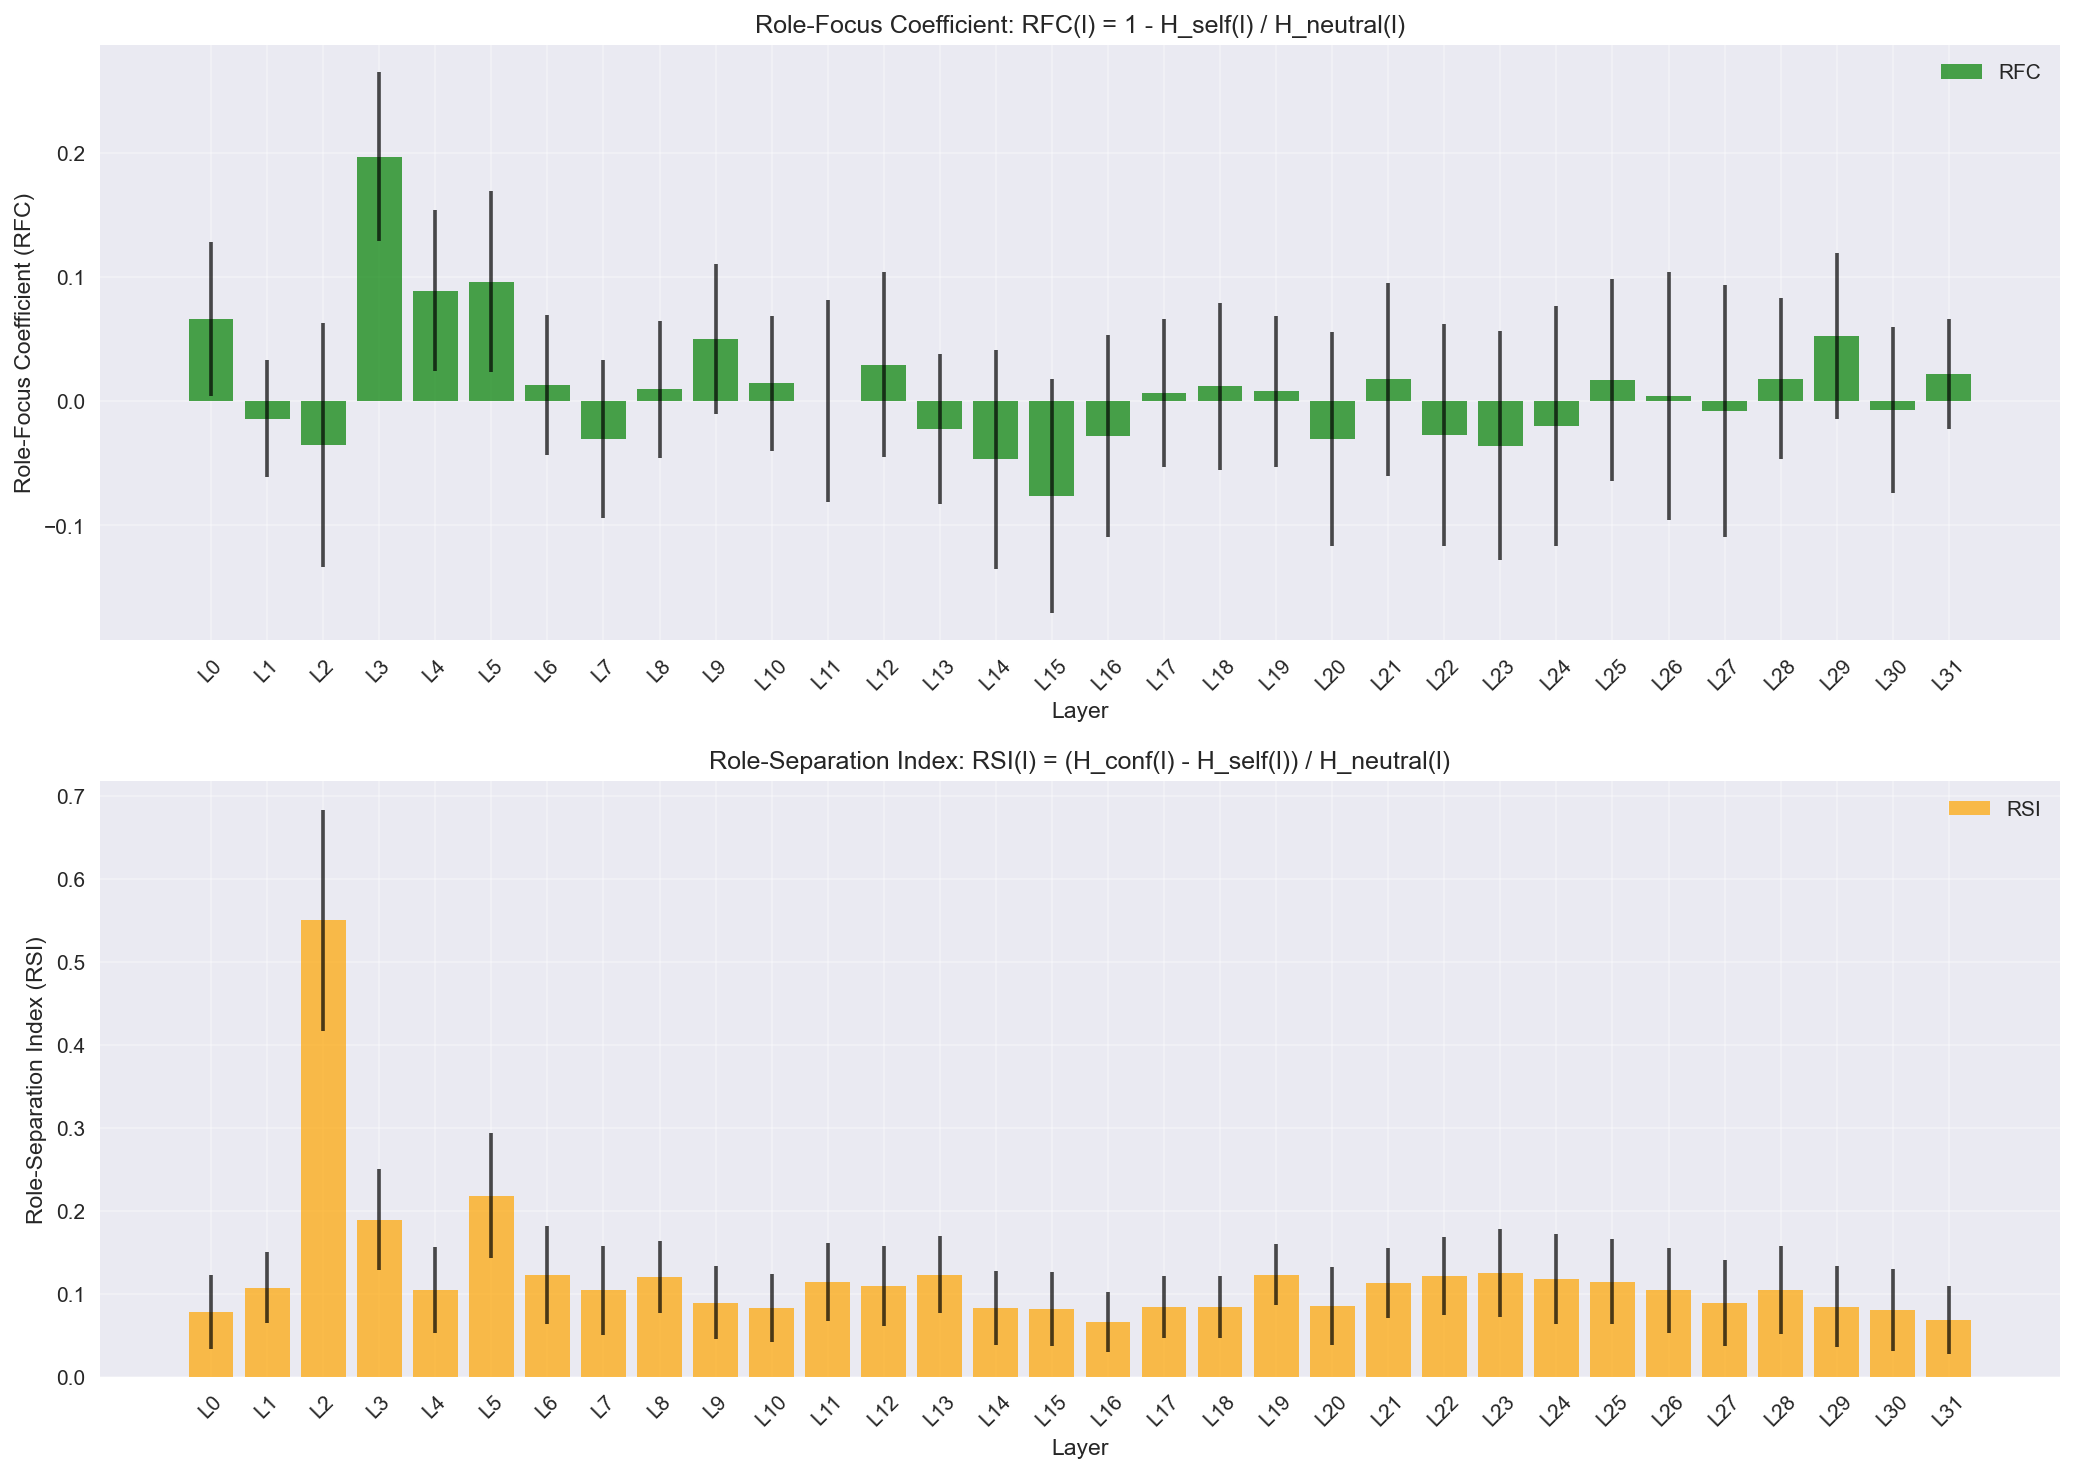 Role-Focus Coefficient: RFC(l) = 1 - H_self(l) / H_neutral(l)
RFC
Role-Focus Coefficient (RFC)
0.2
0.1
0.0
−0.1
L0 L1 L2 L3 L4 L5 L6 L7 L8 L9 L10 L11 L12 L13 L14 L15 L16 L17 L18 L19 L20 L21 L22 L23 L24 L25 L26 L27 L28 L29 L30 L31
Layer
Role-Separation Index: RSI(l) = (H_conf(l) - H_self(l)) / H_neutral(l)
RSI
Role-Separation Index (RSI)
0.7
0.6
0.5
0.4
0.3
0.2
0.1
0.0
L0 L1 L2 L3 L4 L5 L6 L7 L8 L9 L10 L11 L12 L13 L14 L15 L16 L17 L18 L19 L20 L21 L22 L23 L24 L25 L26 L27 L28 L29 L30 L31
Layer